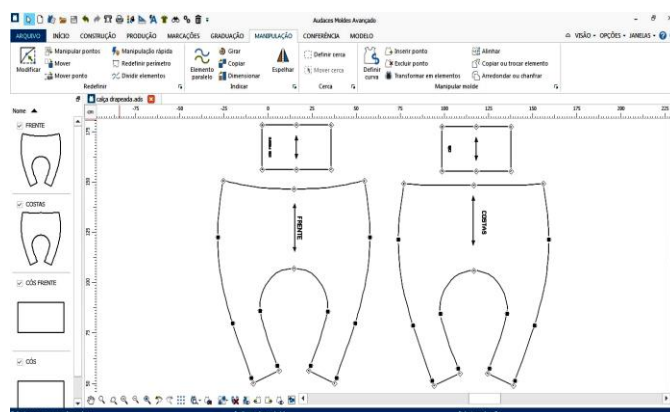 Audaces Moldes Avançado
ARQUIVO INÍCIO CONSTRUÇÃO PRODUÇÃO MARCAÇÕES GRADUAÇÃO MANIPULAÇÃO CONFERÊNCIA MODELO VISÃO OPÇÕES JANELAS
Manipular pontos Manipulação rápida Girar Definir cerca Inserir ponto Alinhar
Mover Redefinir perímetro Copiar Mover cerca Excluir ponto Copiar ou trocar elemento
Modificar Mover ponto Dividir elementos Elemento paralelo Dimensionar Espelhar Definir curva Transformar em elementos Arredondar ou chanfrar
Redefinir Indicar Cerca Manipular molde
calça drapeada.ads
Nome
FRENTE
COSTAS
CÓS FRENTE
CÓS
FRENTE
COSTAS